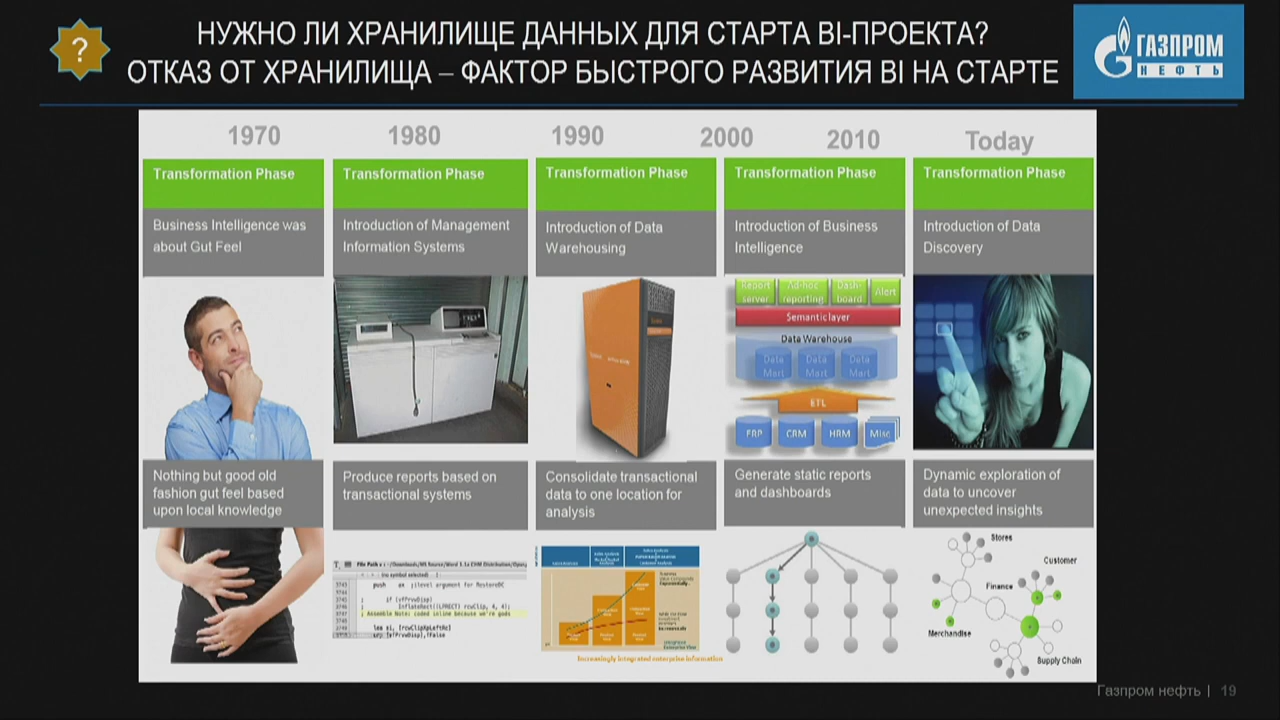 ?
НУЖНО ЛИ ХРАНИЛИЩЕ ДАННЫХ ДЛЯ СТАРТА BI-ПРОЕКТА?
ОТКАЗ ОТ ХРАНИЛИЩА – ФАКТОР БЫСТРОГО РАЗВИТИЯ BI НА СТАРТЕ
ГАЗПРОМ
НЕФТЬ
1970
1980
1990
2000
2010
Today
Transformation Phase
Transformation Phase
Transformation Phase
Transformation Phase
Transformation Phase
Business Intelligence was
about Gut Feel
Introduction of Management
Information Systems
Introduction of Data
Warehousing
Introduction of Business
Intelligence
Introduction of Data
Discovery
Report
server
Ad-hoc
reporting
Dash-
board
Alert
Semantic layer
Data Warehouse
Data
Mart
Data
Mart
Data
Mart
ETL
ERP
CRM
HRM
Misc
Nothing but good old
fashion gut feel based
upon local knowledge
Produce reports based on
transactional systems
Consolidate transactional
data to one location for
analysis
Generate static reports
and dashboards
Dynamic exploration of
data to uncover
unexpected insights
Increasingly integrated enterprise information
Stores
Customer
Finance
Merchandise
Supply Chain
Газпром нефть | 19